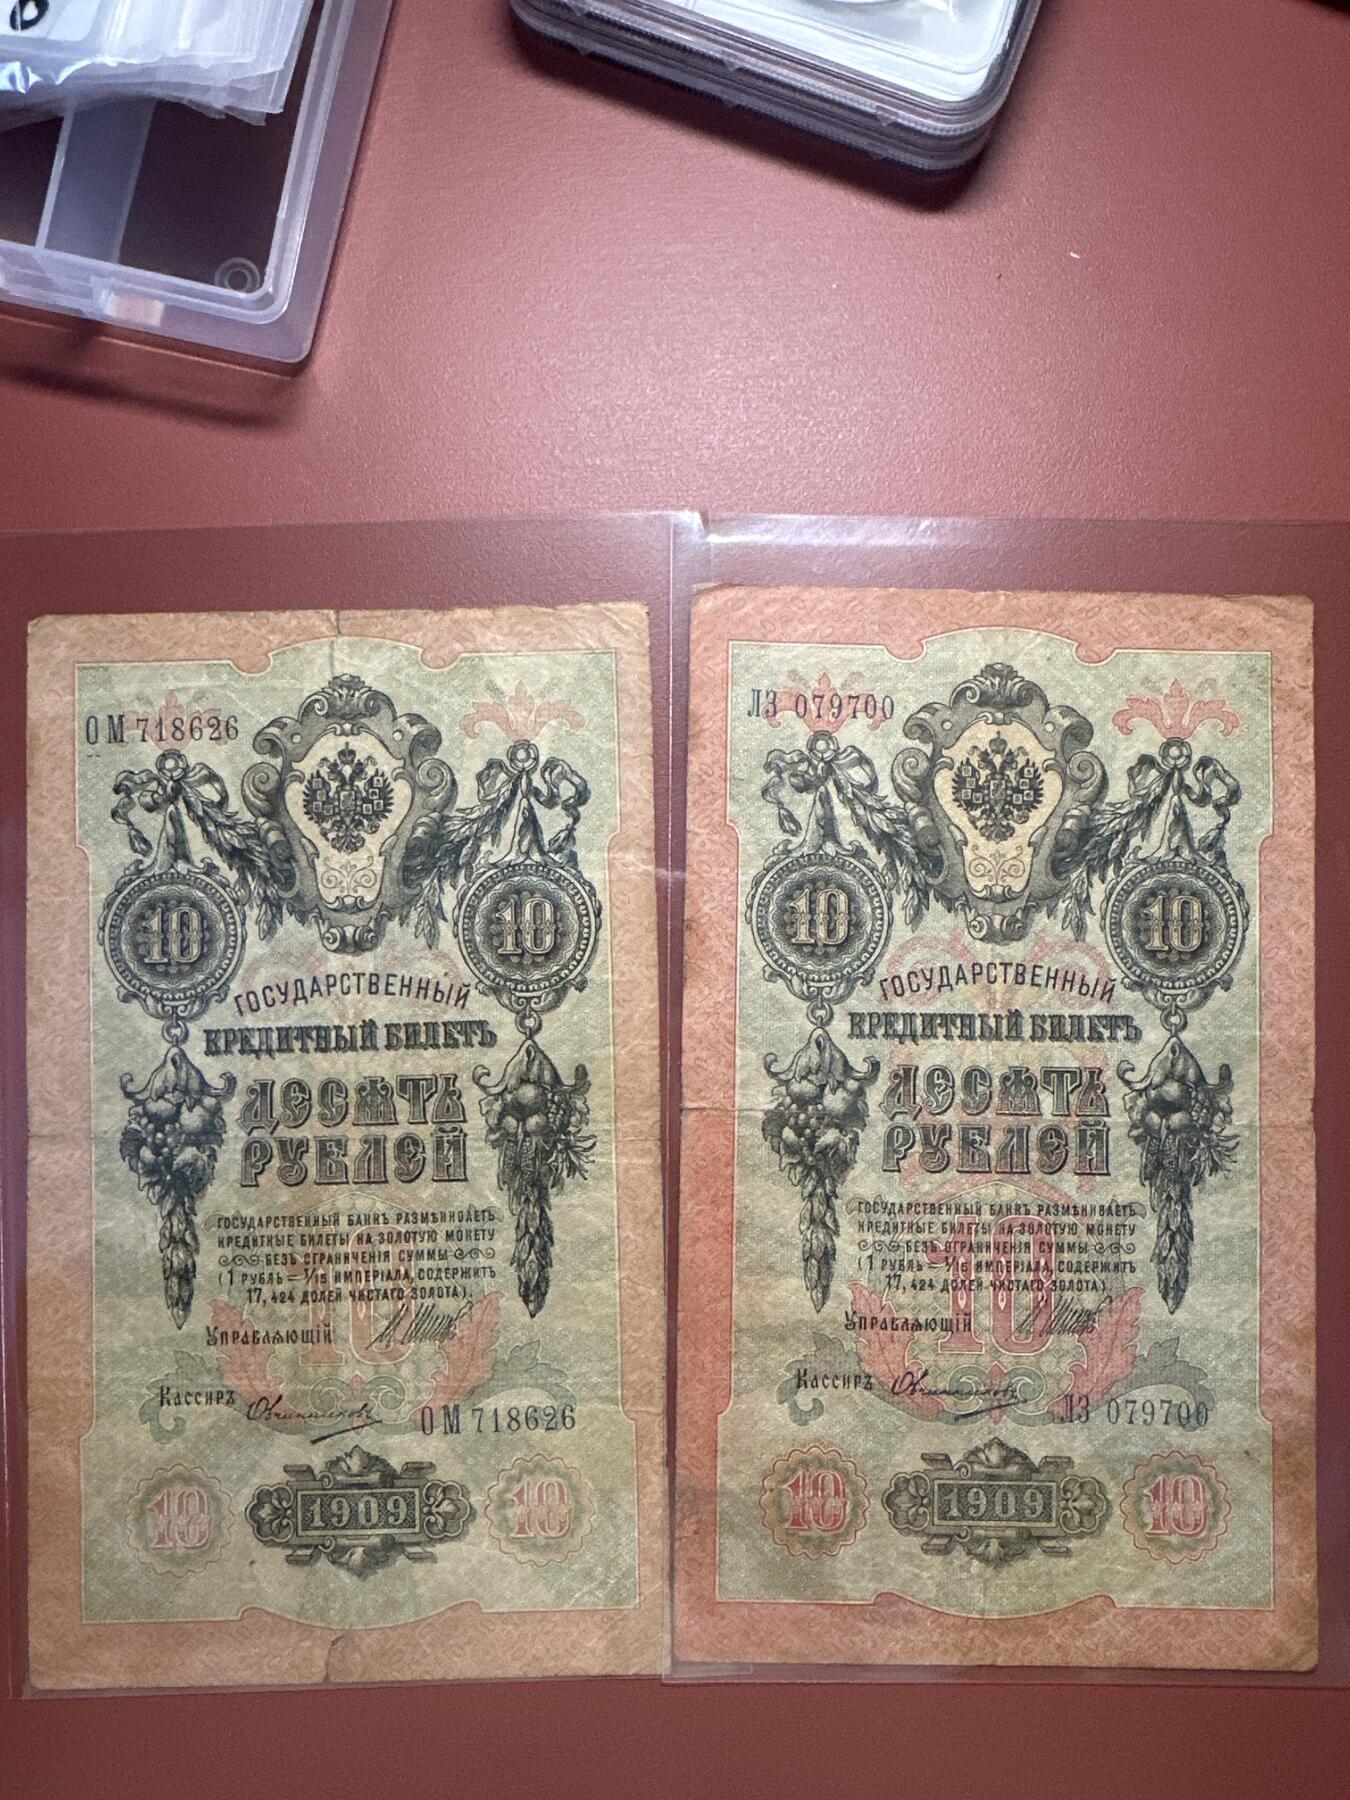 ОМ 718626
10 10
ГОСУДАРСТВЕННЫЙ
КРЕДИТНЫЙ БИЛЕТЪ
ДЕСЯТЬ
РУБЛЕЙ
ГОСУДАРСТВЕННЫЙ БАНКЪ РАЗМѢНИВАЕТЪ
КРЕДИТНЫЕ БИЛЕТЫ НА ЗОЛОТУЮ МОНЕТУ
БЕЗЪ ОГРАНИЧЕНІЯ СУММЫ
(1 РУБЛЬ = 1/15 ИМПЕРІАЛА, СОДЕРЖИТЪ
17,424 ДОЛЕЙ ЧИСТАГО ЗОЛОТА).
10
УПРАВЛЯЮЩІЙ
КАССИРЪ Овчинниковъ
ОМ 718626
10 1909 10
ЛЗ 079700
10 10
ГОСУДАРСТВЕННЫЙ
КРЕДИТНЫЙ БИЛЕТЪ
ДЕСЯТЬ
РУБЛЕЙ
ГОСУДАРСТВЕННЫЙ БАНКЪ РАЗМѢНИВАЕТЪ
КРЕДИТНЫЕ БИЛЕТЫ НА ЗОЛОТУЮ МОНЕТУ
БЕЗЪ ОГРАНИЧЕНІЯ СУММЫ
(1 РУБЛЬ = 1/15 ИМПЕРІАЛА, СОДЕРЖИТЪ
17,424 ДОЛЕЙ ЧИСТАГО ЗОЛОТА).
10
УПРАВЛЯЮЩІЙ
КАССИРЪ Овчинниковъ
ЛЗ 079700
10 1909 10